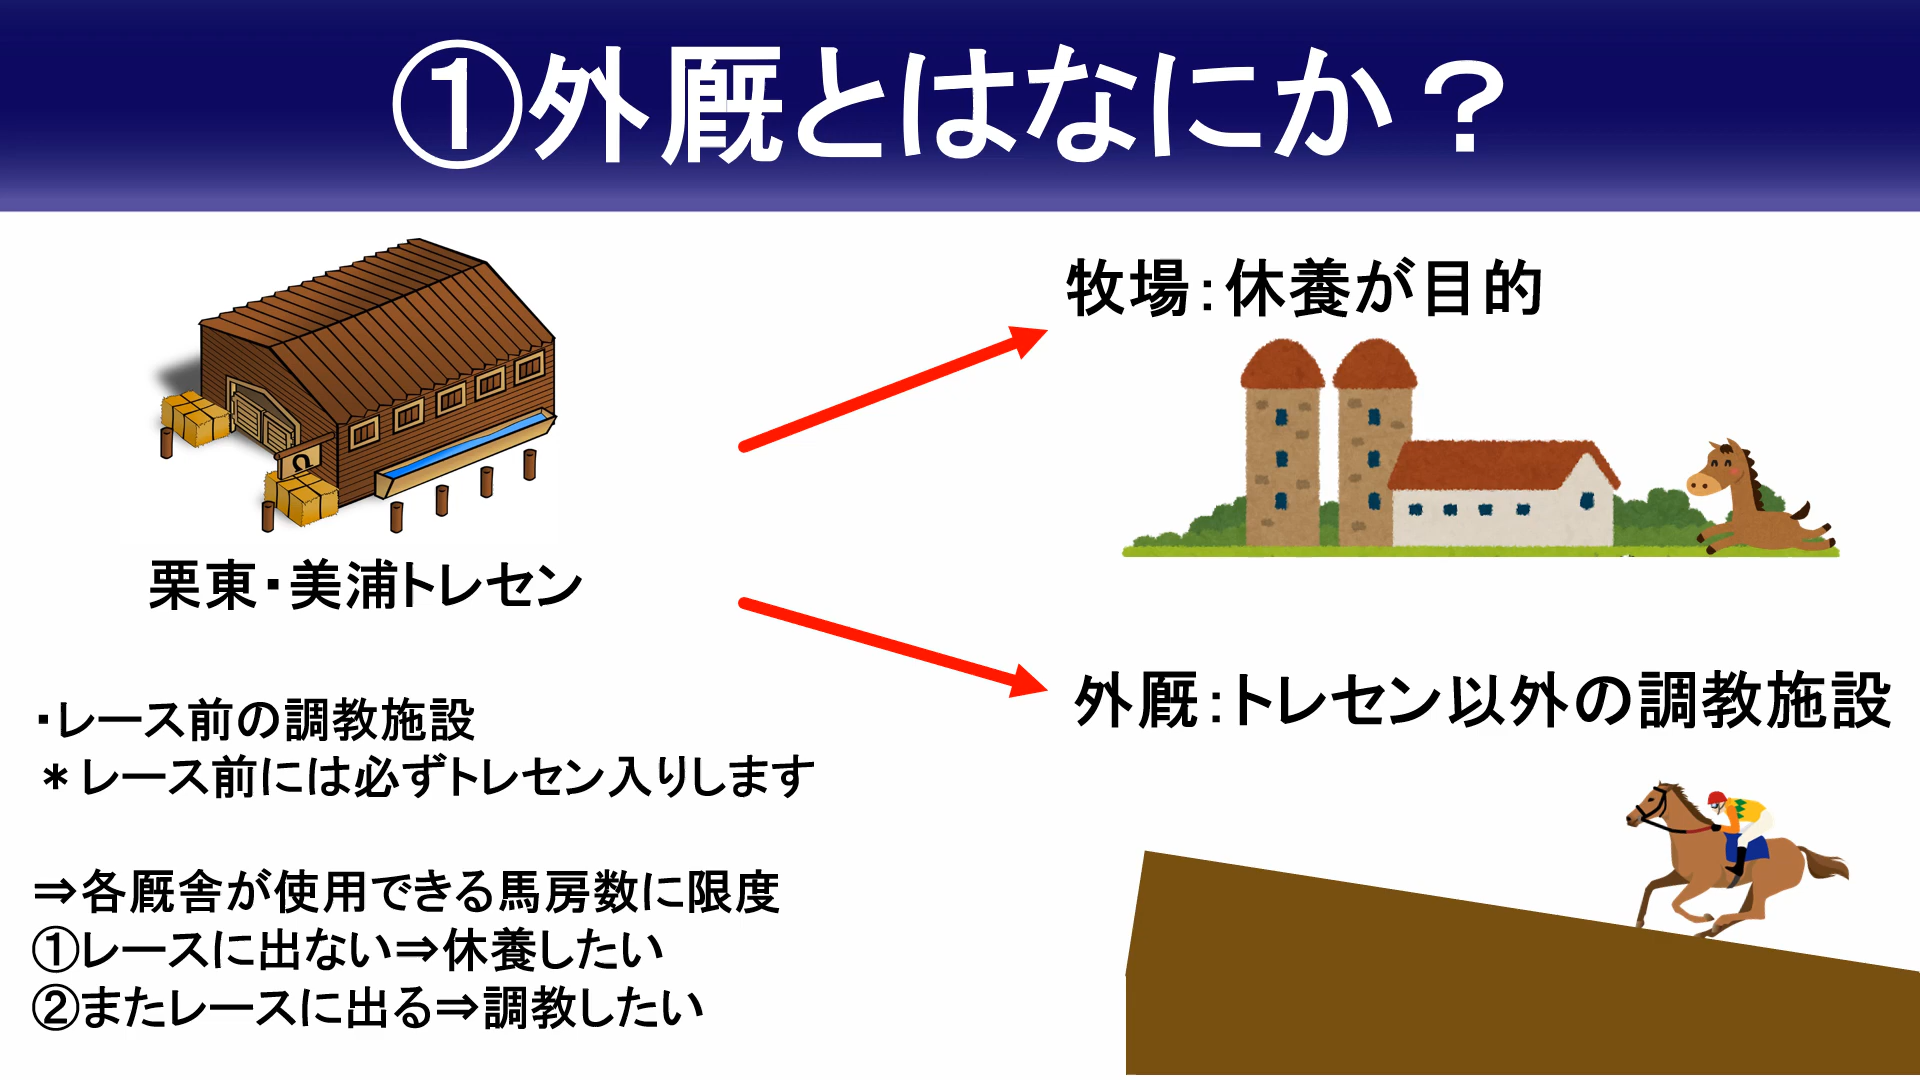 ①外厩とはなにか？
栗東・美浦トレセン
・レース前の調教施設
＊レース前には必ずトレセン入りします
⇒各厩舎が使用できる馬房数に限度
①レースに出ない⇒休養したい
②またレースに出る⇒調教したい
牧場：休養が目的
外厩：トレセン以外の調教施設